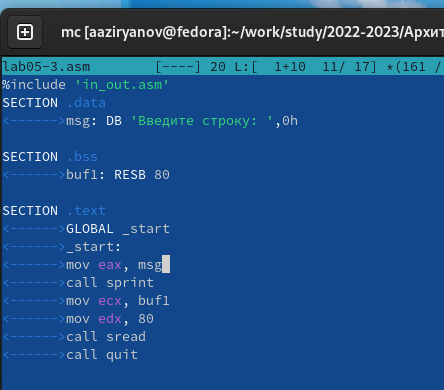 mc [aaziryanov@fedora]:~/work/study/2022-2023/Архит
lab05-3.asm [----] 20 L:[ 1+10 11/ 17] *(161 /
%include 'in_out.asm'
SECTION .data
<------>msg: DB 'Введите строку: ',0h
SECTION .bss
<------>buf1: RESB 80
SECTION .text
<------>GLOBAL _start
<------>_start:
<------>mov eax, msg
<------>call sprint
<------>mov ecx, buf1
<------>mov edx, 80
<------>call sread
<------>call quit